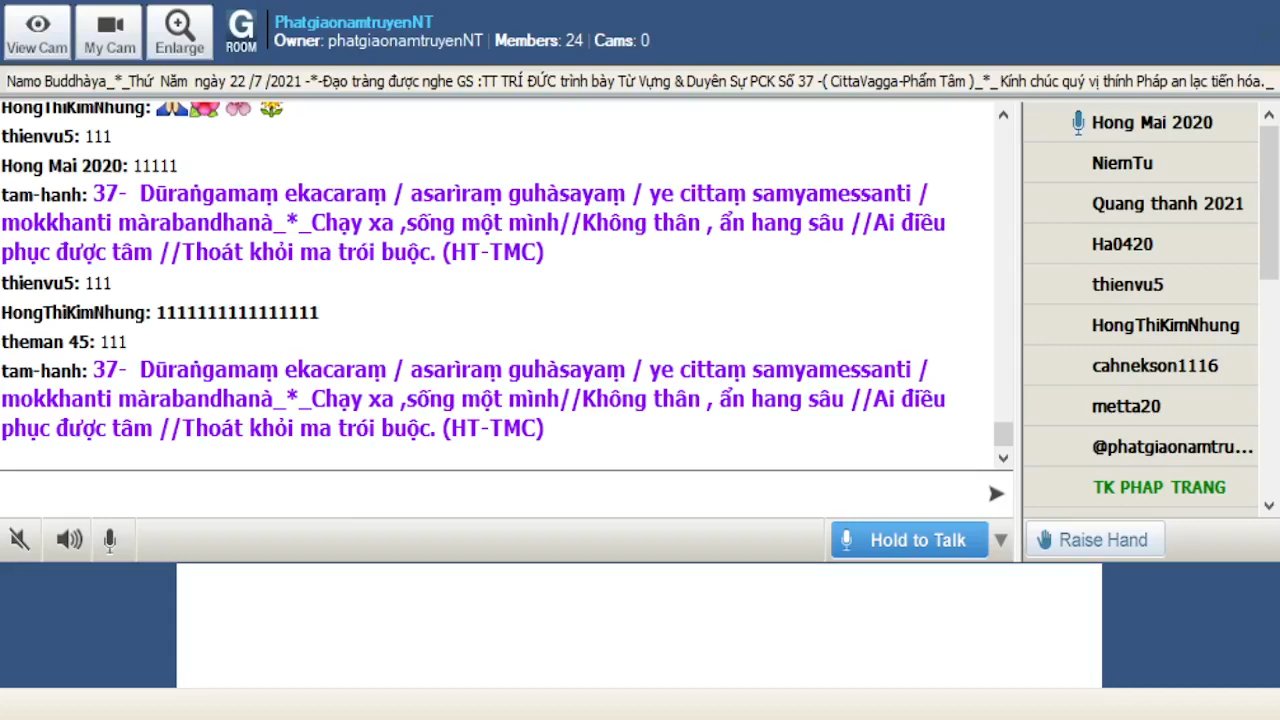 View Cam
My Cam
Enlarge
G
ROOM
PhatgiaonamtruyenNT
Owner: phatgiaonamtruyenNT | Members: 24 | Cams: 0
Namo Buddhàya_*_Thứ Năm ngày 22 /7 /2021 -*-Đạo tràng được nghe GS :TT TRÍ ĐỨC trình bày Từ Vựng & Duyên Sự PCK Số 37 -( CittaVagga-Phẩm Tâm )_*_ Kính chúc quý vị thính Pháp an lạc tiến hóa._
HongThiKimNhung:
thienvu5: 111
Hong Mai 2020: 11111
tam-hanh: 37- Dūraṅgamaṃ ekacaraṃ / asarìraṃ guhàsayaṃ / ye cittaṃ samyamessanti /
mokkhanti màrabandhanà_*_Chạy xa ,sống một mình//Không thân , ẩn hang sâu //Ai điều
phục được tâm //Thoát khỏi ma trói buộc. (HT-TMC)
thienvu5: 111
HongThiKimNhung: 1111111111111111
theman 45: 111
tam-hanh: 37- Dūraṅgamaṃ ekacaraṃ / asarìraṃ guhàsayaṃ / ye cittaṃ samyamessanti /
mokkhanti màrabandhanà_*_Chạy xa ,sống một mình//Không thân , ẩn hang sâu //Ai điều
phục được tâm //Thoát khỏi ma trói buộc. (HT-TMC)
Hong Mai 2020
NiemTu
Quang thanh 2021
Ha0420
thienvu5
HongThiKimNhung
cahnekson1116
metta20
@phatgiaonamtru...
TK PHAP TRANG
Hold to Talk
Raise Hand